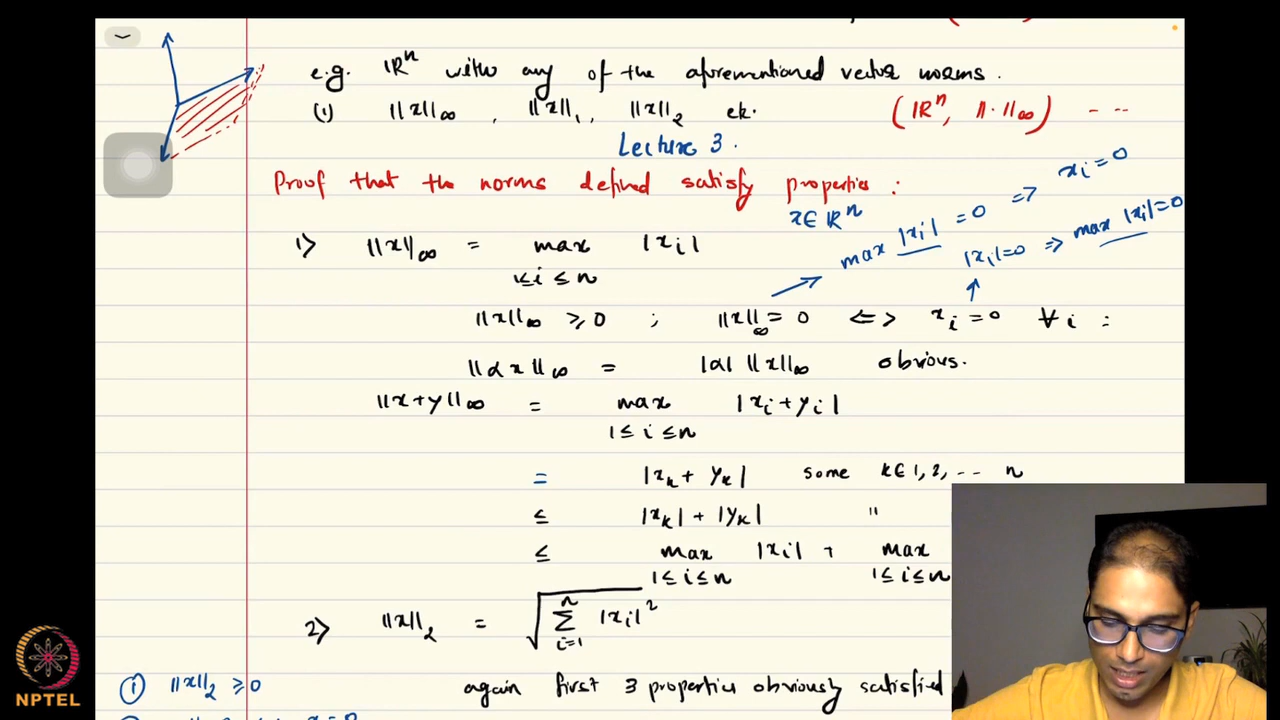 e.g. ℝⁿ with any of the aforementioned vector norms.
(1) ‖x‖∞ , ‖x‖₁, ‖x‖₂ etc. (ℝⁿ, ‖·‖∞) ----
Lecture 3.
Proof that the norms defined satisfy properties :
x ∈ ℝⁿ
max |xᵢ| = 0 ⇒ xᵢ = 0
|xᵢ|=0 ⇒ max |xᵢ|=0
1> ‖x‖∞ = max |xᵢ|
1≤i≤n
‖x‖∞ ≥ 0 ; ‖x‖∞ = 0 <=> xᵢ = 0 ∀ i :
‖αx‖∞ = |α| ‖x‖∞ obvious.
‖x+y‖∞ = max |xᵢ+yᵢ|
1≤i≤n
= |xₖ + yₖ| some k∈1,2,-- n
≤ |xₖ| + |yₖ| "
≤ max |xᵢ| + max
1≤i≤n 1≤i≤n
2> ‖x‖₂ = √ ∑ⁿᵢ₌₁ |xᵢ|²
① ‖x‖₂ ≥0 again first 3 properties obviously satisfied
NPTEL